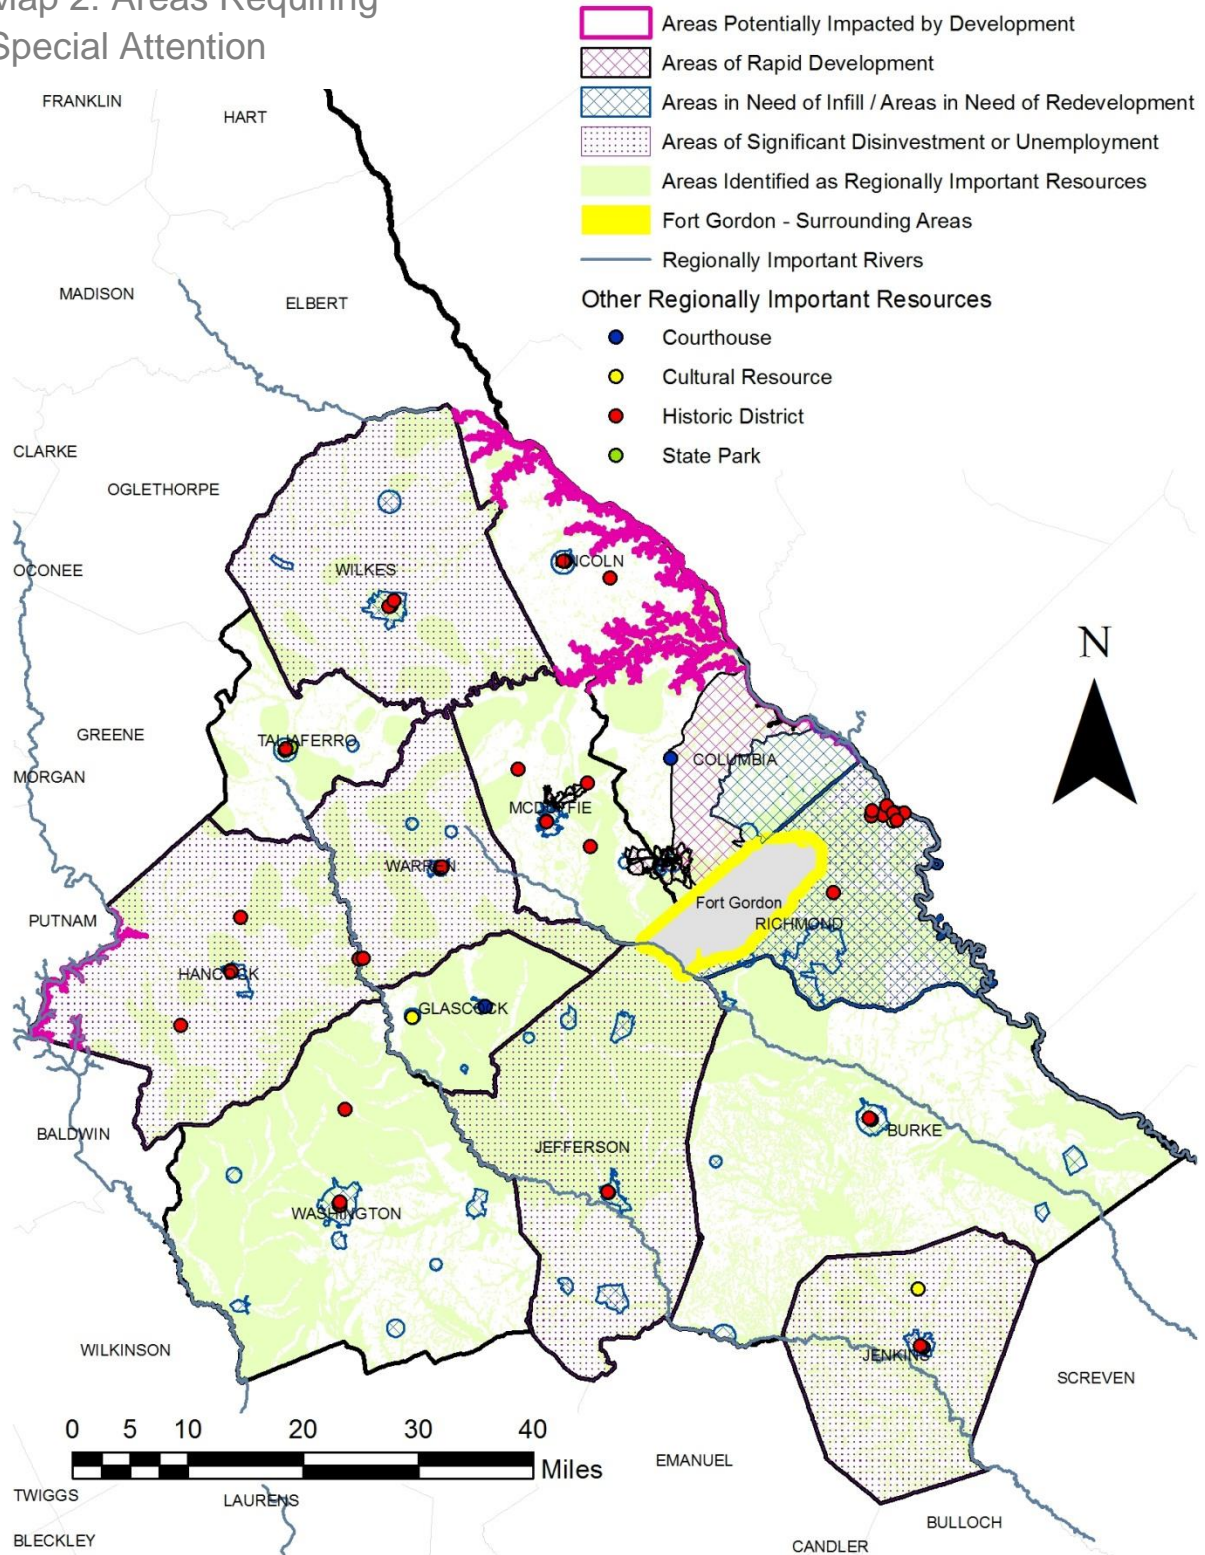 Map 2: Areas Requiring
Special Attention
Areas Potentially Impacted by Development
Areas of Rapid Development
Areas in Need of Infill / Areas in Need of Redevelopment
Areas of Significant Disinvestment or Unemployment
Areas Identified as Regionally Important Resources
Fort Gordon - Surrounding Areas
Regionally Important Rivers
Other Regionally Important Resources
Courthouse
Cultural Resource
Historic District
State Park
FRANKLIN
HART
MADISON
ELBERT
CLARKE
OGLETHORPE
OCONEE
WILKES
LINCOLN
N
GREENE
TALIAFERRO
MORGAN
COLUMBIA
MCDUFFIE
WARREN
PUTNAM
Fort Gordon
RICHMOND
HANCOCK
GLASCOCK
BALDWIN
JEFFERSON
BURKE
WASHINGTON
WILKINSON
JENKINS
SCREVEN
0 5 10 20 30 40
Miles
EMANUEL
TWIGGS
LAURENS
BULLOCH
BLECKLEY
CANDLER